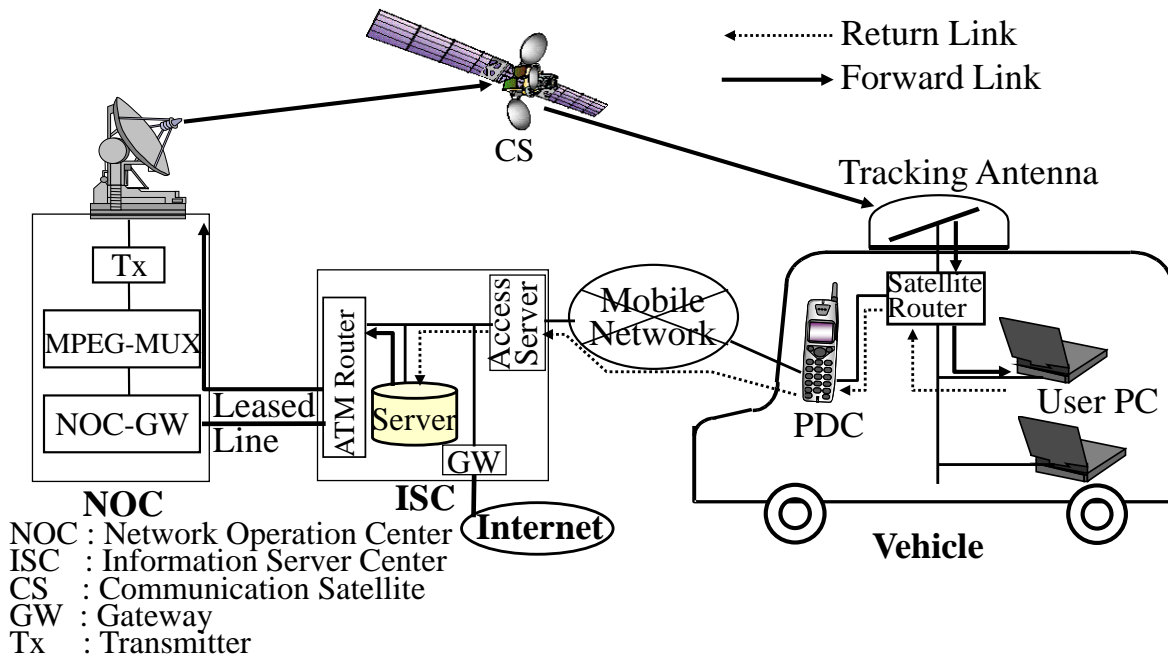 Return Link
Forward Link
CS
Tracking Antenna
Tx
MPEG-MUX
NOC-GW
Leased
Line
NOC
ATM Router
Server
Access
Server
GW
ISC
Internet
Mobile
Network
PDC
Satellite
Router
User PC
Vehicle
NOC : Network Operation Center
ISC : Information Server Center
CS : Communication Satellite
GW : Gateway
Tx : Transmitter